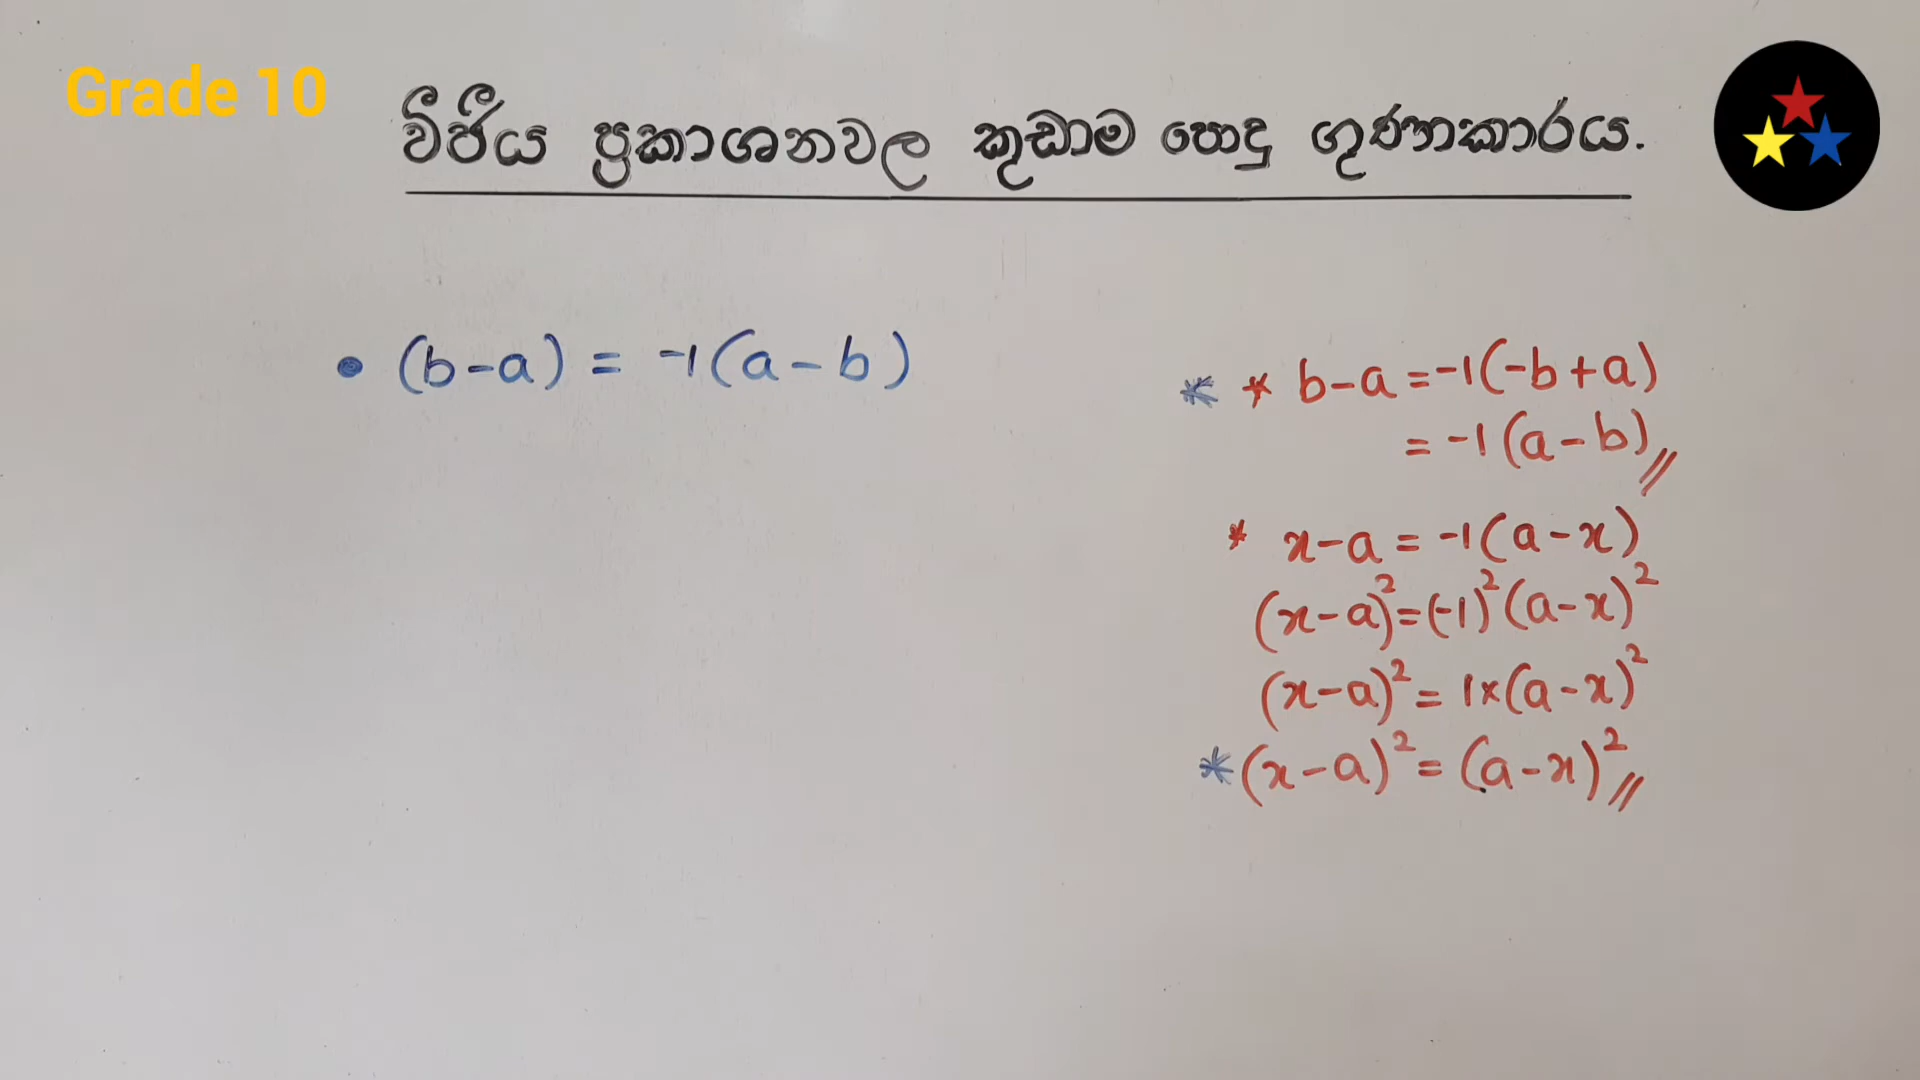 Grade 10
වීජීය ප්‍රකාශනවල කුඩාම පොදු ගුණාකාරය.
• (b-a) = -1(a-b)
* * b-a = -1(-b+a)
= -1(a-b)//
* x-a = -1(a-x)
(x-a)² = (-1)²(a-x)²
(x-a)² = 1×(a-x)²
* (x-a)² = (a-x)²//